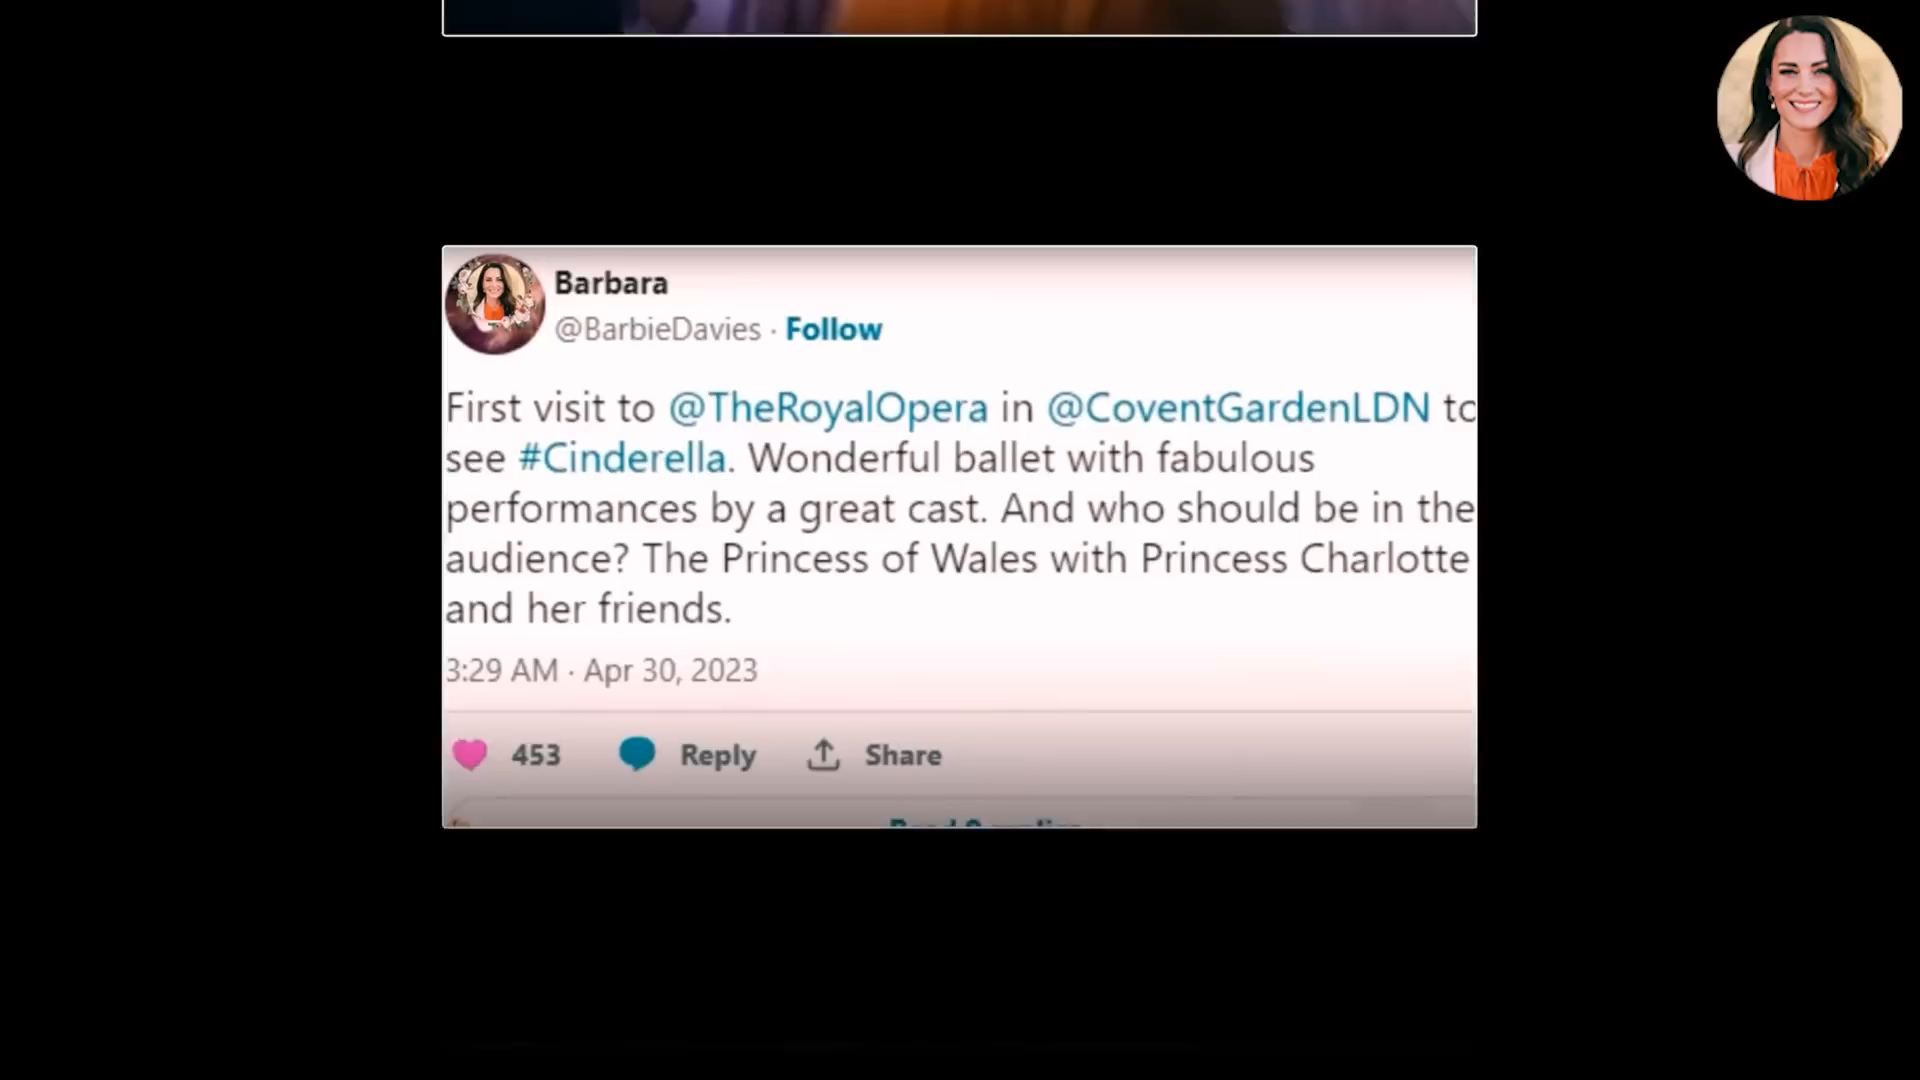 Barbara
@BarbieDavies · Follow
First visit to @TheRoyalOpera in @CoventGardenLDN to
see #Cinderella. Wonderful ballet with fabulous
performances by a great cast. And who should be in the
audience? The Princess of Wales with Princess Charlotte
and her friends.
3:29 AM · Apr 30, 2023
453 Reply Share